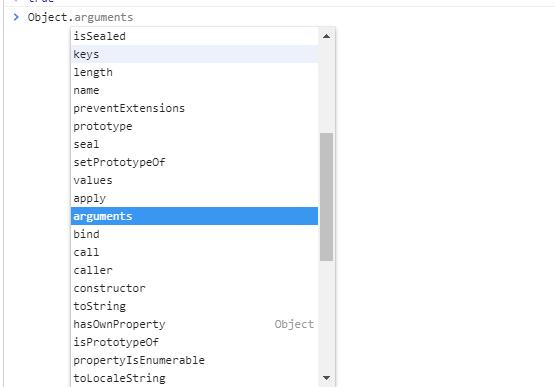 true
> Object.arguments
isSealed
keys
length
name
preventExtensions
prototype
seal
setPrototypeOf
values
apply
arguments
bind
call
caller
constructor
toString
hasOwnProperty Object
isPrototypeOf
propertyIsEnumerable
toLocaleString